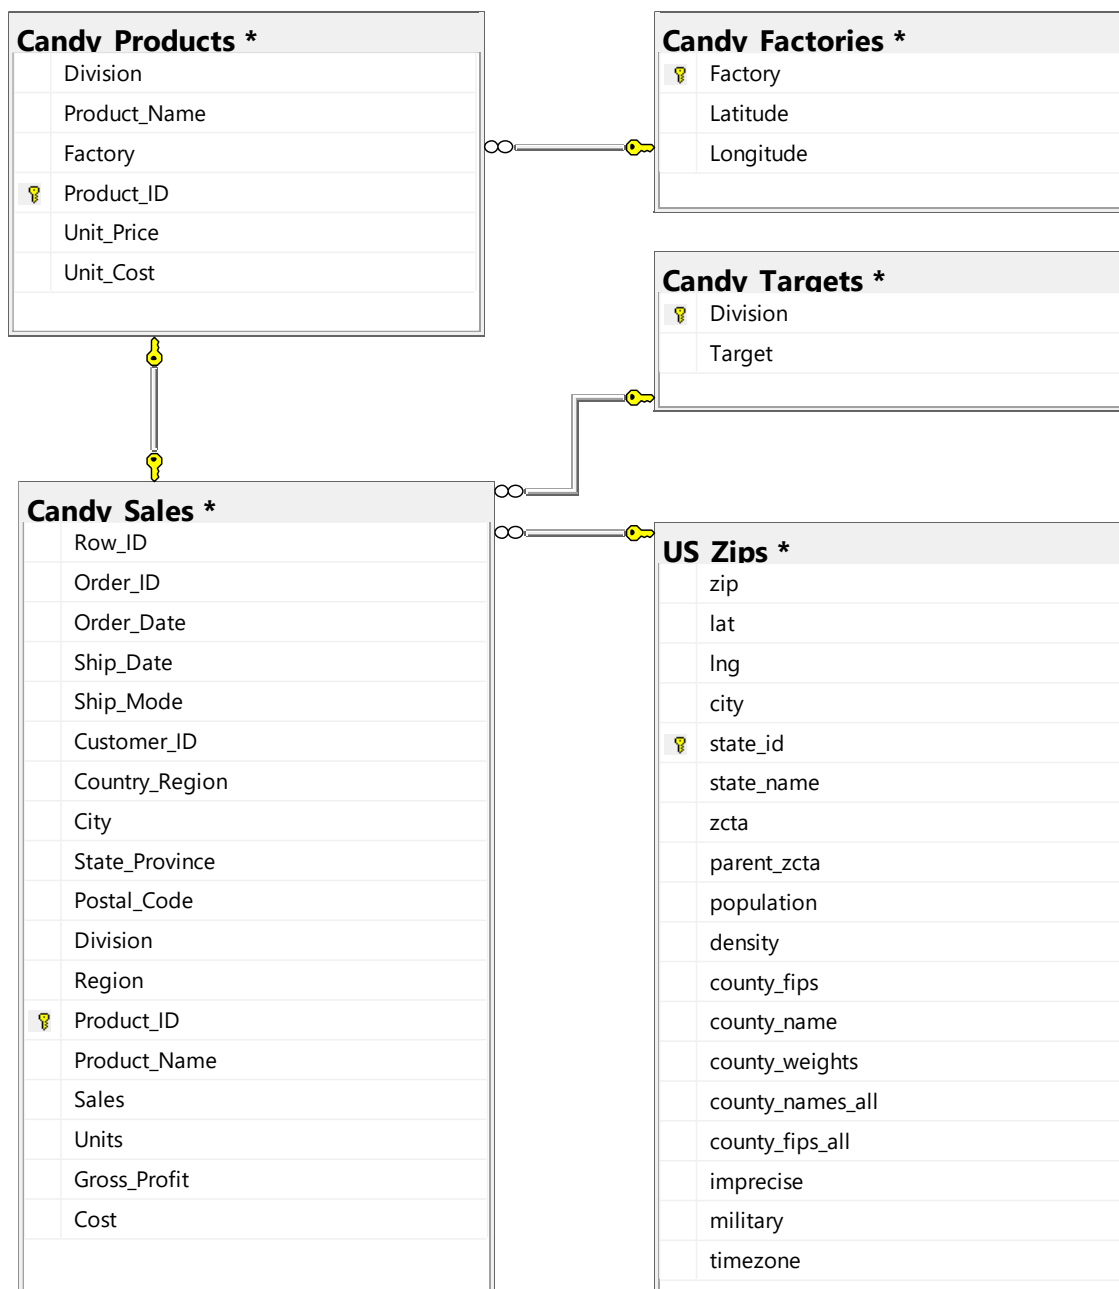 Candy_Products *
Division
Product_Name
Factory
Product_ID
Unit_Price
Unit_Cost
Candy_Factories *
Factory
Latitude
Longitude
Candy_Targets *
Division
Target
Candy_Sales *
Row_ID
Order_ID
Order_Date
Ship_Date
Ship_Mode
Customer_ID
Country_Region
City
State_Province
Postal_Code
Division
Region
Product_ID
Product_Name
Sales
Units
Gross_Profit
Cost
US_Zips *
zip
lat
lng
city
state_id
state_name
zcta
parent_zcta
population
density
county_fips
county_name
county_weights
county_names_all
county_fips_all
imprecise
military
timezone